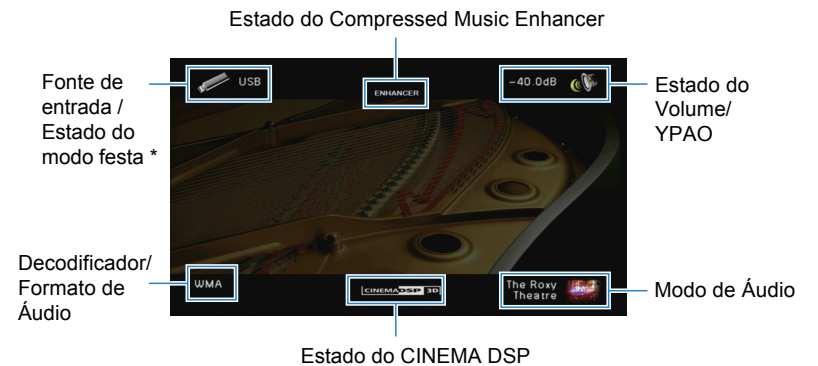 Estado do Compressed Music Enhancer
Fonte de
entrada /
Estado do
modo festa *
USB
ENHANCER
-40.0dB
Estado do
Volume/
YPAO
Decodificador/
Formato de
Áudio
WMA
CINEMA DSP 3D
The Roxy
Theatre
Modo de Áudio
Estado do CINEMA DSP